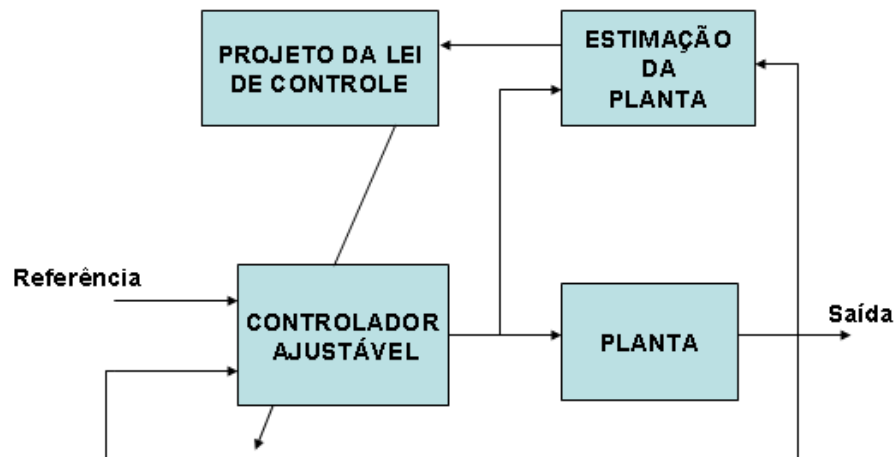 PROJETO DA LEI
DE CONTROLE
ESTIMAÇÃO
DA
PLANTA
Referência
CONTROLADOR
AJUSTÁVEL
PLANTA
Saída